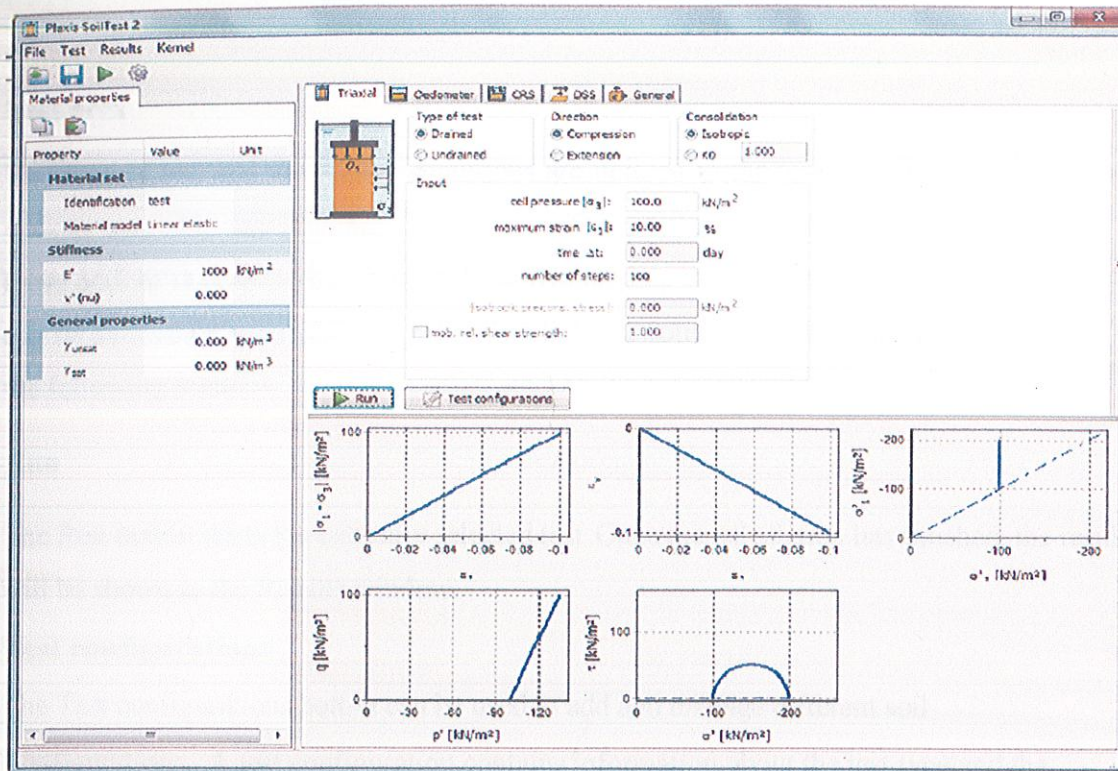 Plaxis SoilTest 2
File Test Results Kernel
Material properties
Property Value Unit
Material set
Identification test
Material model Linear elastic
Stiffness
E' 1000 kN/m²
ν' (nu) 0.000
General properties
γunsat 0.000 kN/m³
γsat 0.000 kN/m³
Triaxial Oedometer CRS DSS General
Type of test Direction Consolidation
Drained Compression Isotropic
Undrained Extension K0 1.000
σ₁
Input
cell pressure |σ₃|: 100.0 kN/m²
maximum strain |ε₁|: 10.00 %
time Δt: 0.000 day
number of steps: 100
Isotropic precons. stress|: 0.000 kN/m²
mob. rel. shear strength: 1.000
Run Test configurations
|σ₁ - σ₃| [kN/m²]
100
0
0 -0.02 -0.04 -0.06 -0.08 -0.1
ε₁
εv
0
-0.1
0 -0.02 -0.04 -0.06 -0.08 -0.1
ε₁
σ'₁ [kN/m²]
-200
-100
0
0 -100 -200
σ'₃ [kN/m²]
q [kN/m²]
100
0
0 -30 -60 -90 -120
p' [kN/m²]
τ [kN/m²]
100
0
0 -100 -200
σ' [kN/m²]